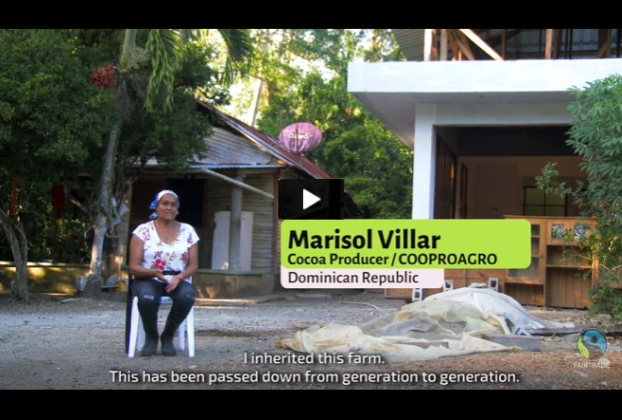 Marisol Villar
Cocoa Producer / COOPROAGRO
Dominican Republic
I inherited this farm.
This has been passed down from generation to generation.
FAIRTRADE